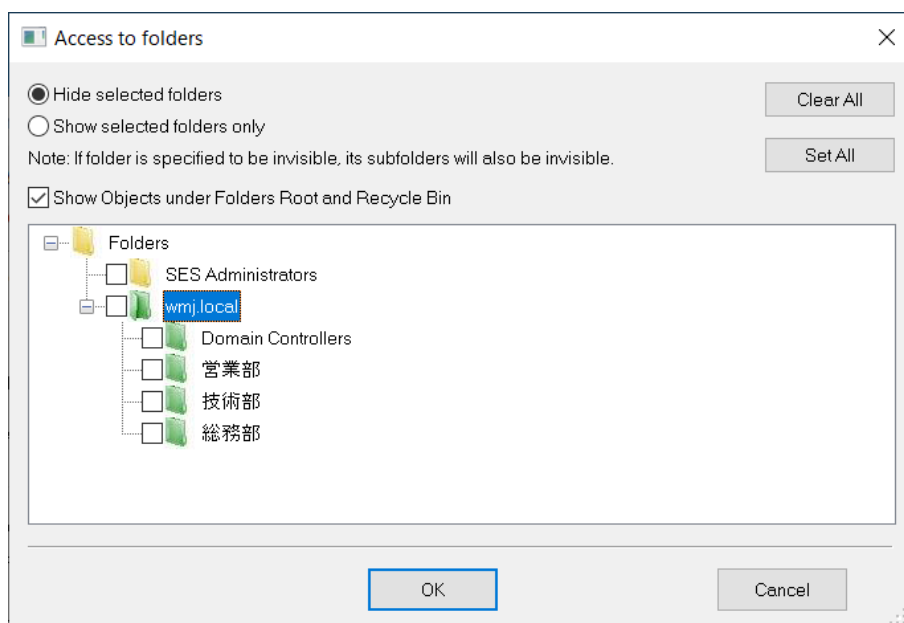 Access to folders
Hide selected folders
Clear All
Show selected folders only
Note: If folder is specified to be invisible, its subfolders will also be invisible.
Set All
Show Objects under Folders Root and Recycle Bin
Folders
SES Administrators
wmj.local
Domain Controllers
営業部
技術部
総務部
OK
Cancel